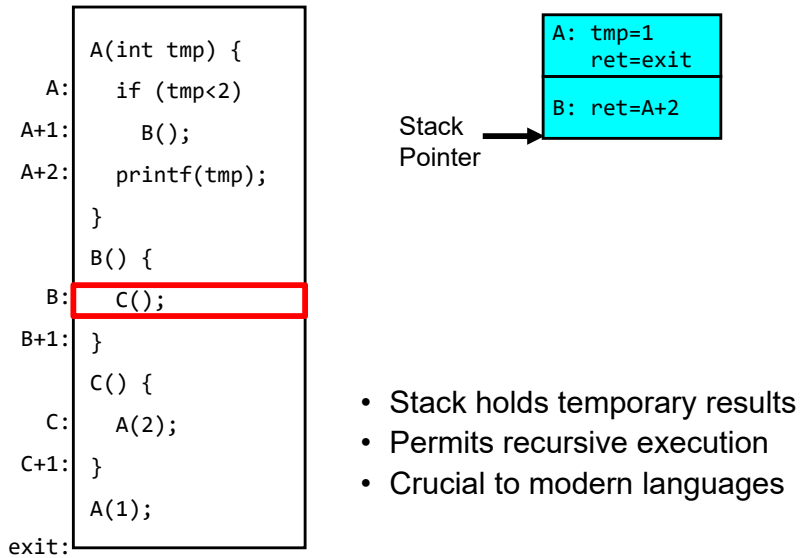 A(int tmp) {
A: if (tmp<2)
A+1: B();
A+2: printf(tmp);
}
B() {
B: C();
B+1: }
C() {
C: A(2);
C+1: }
A(1);
exit:
A: tmp=1
ret=exit
B: ret=A+2
Stack
Pointer
• Stack holds temporary results
• Permits recursive execution
• Crucial to modern languages